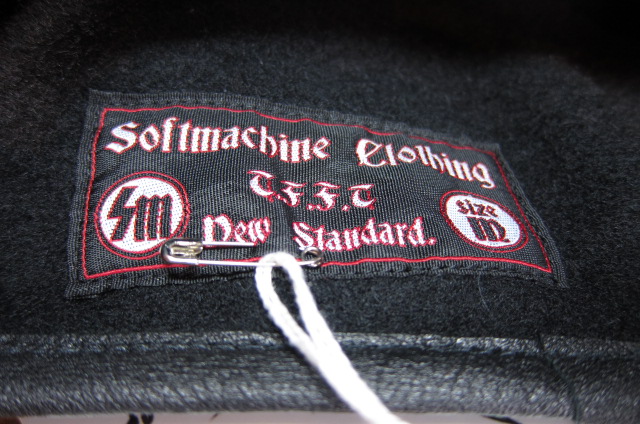 Softmachine Clothing
T.F.F.T
SM
New Standard.
size
M